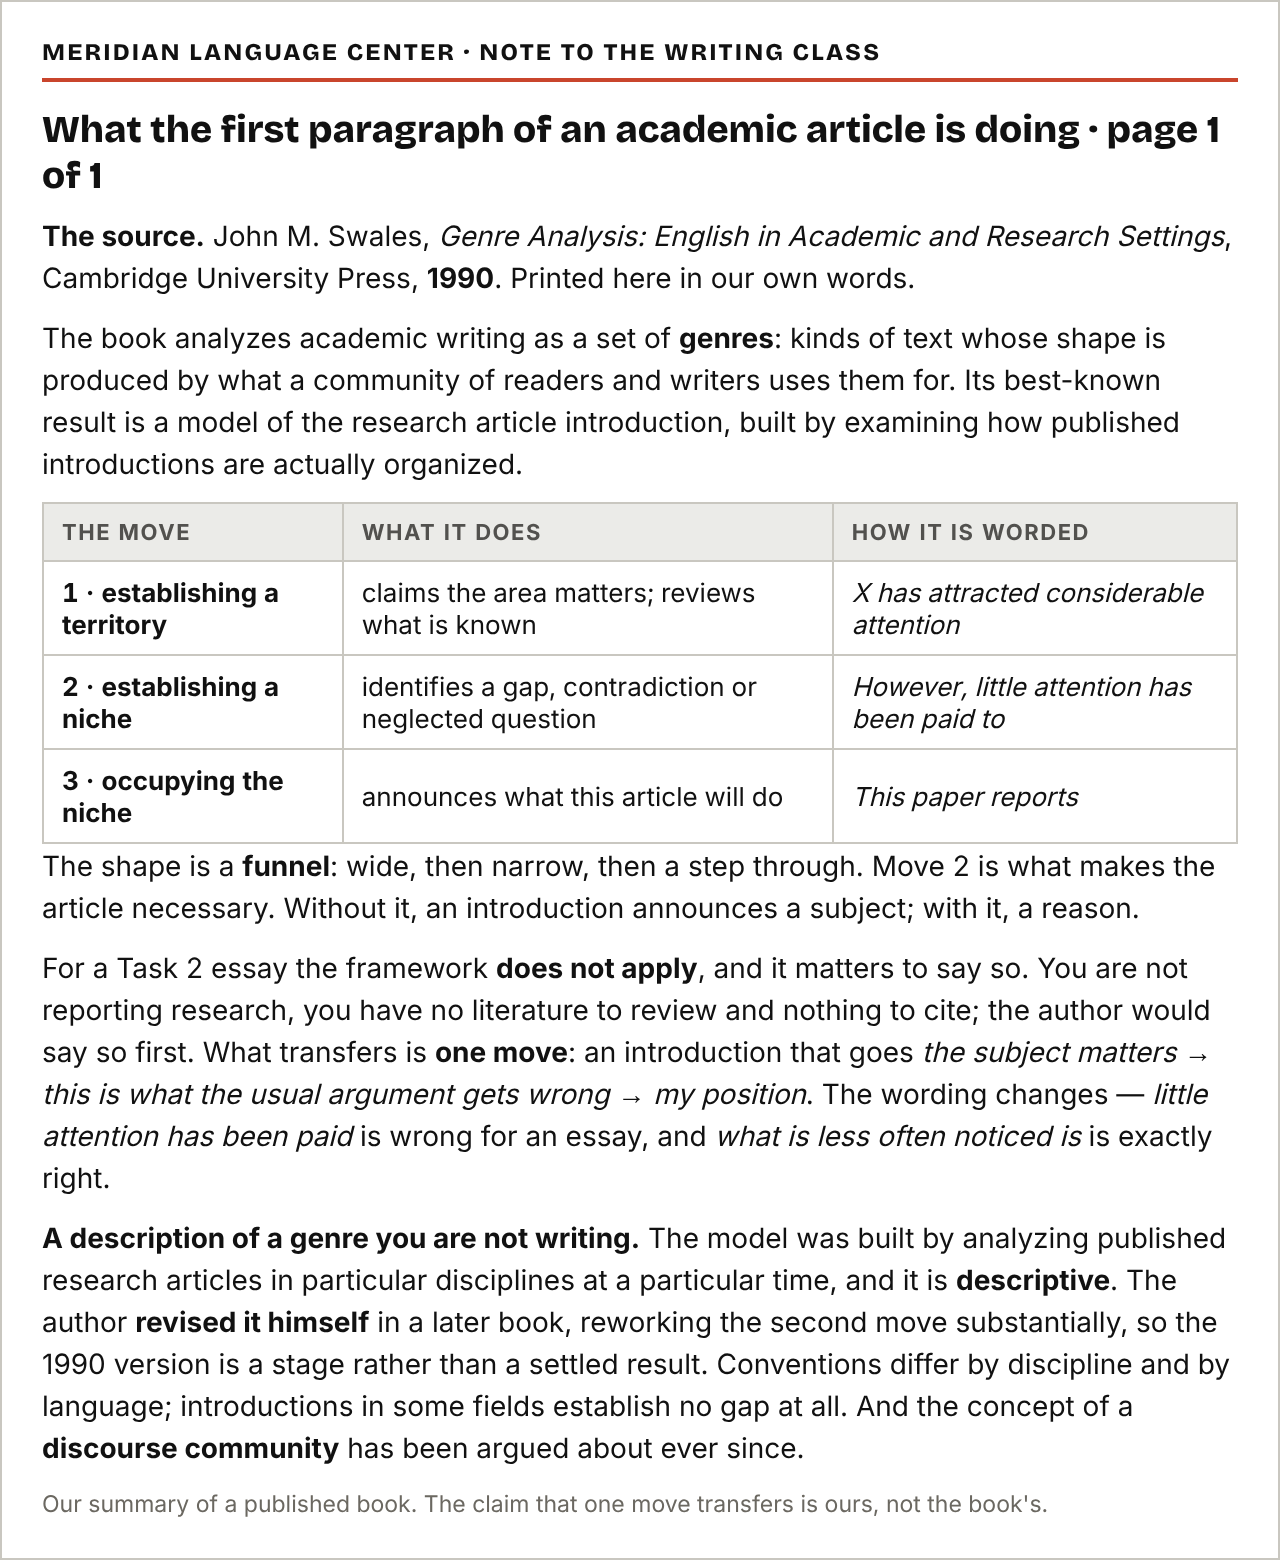 MERIDIAN LANGUAGE CENTER · NOTE TO THE WRITING CLASS
What the first paragraph of an academic article is doing · page 1
of 1
The source. John M. Swales, Genre Analysis: English in Academic and Research Settings,
Cambridge University Press, 1990. Printed here in our own words.
The book analyzes academic writing as a set of genres: kinds of text whose shape is
produced by what a community of readers and writers uses them for. Its best-known
result is a model of the research article introduction, built by examining how published
introductions are actually organized.
THE MOVE WHAT IT DOES HOW IT IS WORDED
1 · establishing a
territory
claims the area matters; reviews
what is known
X has attracted considerable
attention
2 · establishing a
niche
identifies a gap, contradiction or
neglected question
However, little attention has
been paid to
3 · occupying the
niche
announces what this article will do
This paper reports
The shape is a funnel: wide, then narrow, then a step through. Move 2 is what makes the
article necessary. Without it, an introduction announces a subject; with it, a reason.
For a Task 2 essay the framework does not apply, and it matters to say so. You are not
reporting research, you have no literature to review and nothing to cite; the author would
say so first. What transfers is one move: an introduction that goes the subject matters →
this is what the usual argument gets wrong → my position. The wording changes — little
attention has been paid is wrong for an essay, and what is less often noticed is is exactly
right.
A description of a genre you are not writing. The model was built by analyzing published
research articles in particular disciplines at a particular time, and it is descriptive. The
author revised it himself in a later book, reworking the second move substantially, so the
1990 version is a stage rather than a settled result. Conventions differ by discipline and by
language; introductions in some fields establish no gap at all. And the concept of a
discourse community has been argued about ever since.
Our summary of a published book. The claim that one move transfers is ours, not the book's.